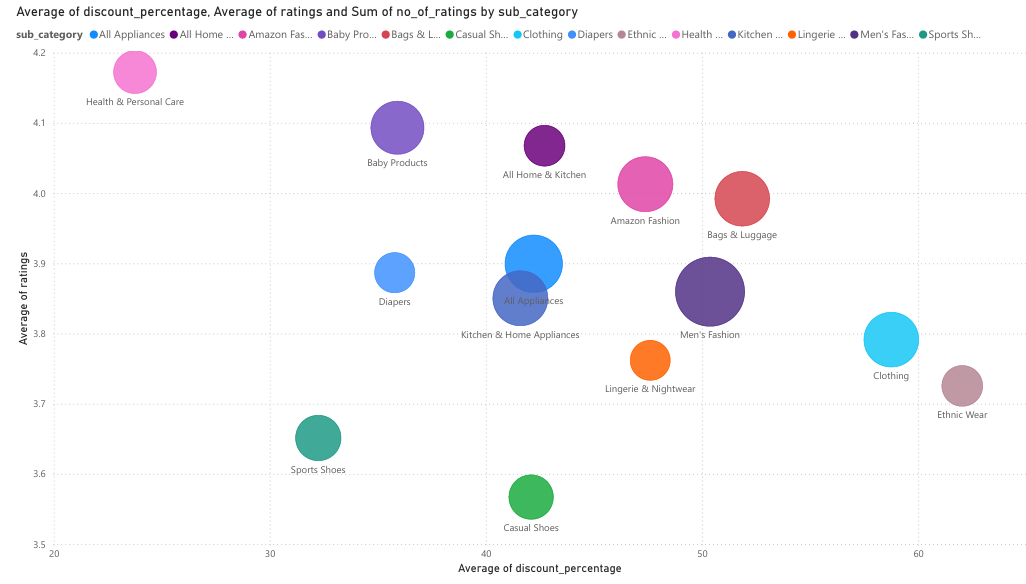 Average of discount_percentage, Average of ratings and Sum of no_of_ratings by sub_category
sub_category All Appliances All Home ... Amazon Fas... Baby Pro... Bags & L... Casual Sh... Clothing Diapers Ethnic ... Health ... Kitchen ... Lingerie ... Men's Fas... Sports Sh...
4.2
Health & Personal Care
4.1
Baby Products
All Home & Kitchen
4.0
Amazon Fashion
Bags & Luggage
3.9
Diapers
All Appliances
Kitchen & Home Appliances
Men's Fashion
3.8
Clothing
Lingerie & Nightwear
3.7
Ethnic Wear
Sports Shoes
3.6
Casual Shoes
3.5
Average of ratings
20 30 40 50 60
Average of discount_percentage